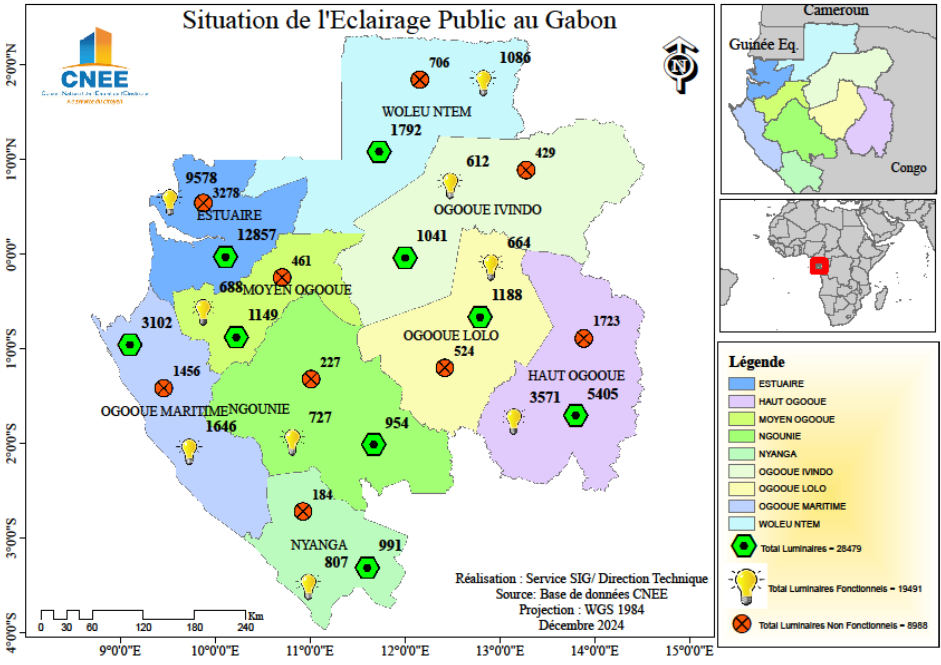 Situation de l'Eclairage Public au Gabon
CNEE
706
1086
WOLEU NTEM
1792
612
429
OGOOUE IVINDO
1041
9578
3278
ESTUAIRE
12857
461
688
MOYEN OGOOUE
1149
664
1188
OGOOUE LOLO
524
1723
HAUT OGOOUE
3571
5405
3102
1456
OGOOUE MARITIME
1646
227
NGOUNIE
727
954
184
NYANGA
807
991
Réalisation : Service SIG/ Direction Technique
Source: Base de données CNEE
Projection : WGS 1984
Décembre 2024
0 30 60 120 180 240 Km
2°0'0"N
1°0'0"N
0°0'0"
1°0'0"S
2°0'0"S
3°0'0"S
4°0'0"S
9°0'0"E 10°0'0"E 11°0'0"E 12°0'0"E 13°0'0"E 14°0'0"E 15°0'0"E
N
Cameroun
Guinée Eq.
Congo
Légende
ESTUAIRE
HAUT OGOOUE
MOYEN OGOOUE
NGOUNIE
NYANGA
OGOOUE IVINDO
OGOOUE LOLO
OGOOUE MARITIME
WOLEU NTEM
Total Luminaires = 28479
Total Luminaires Fonctionnels = 19491
Total Luminaires Non Fonctionnels = 8988